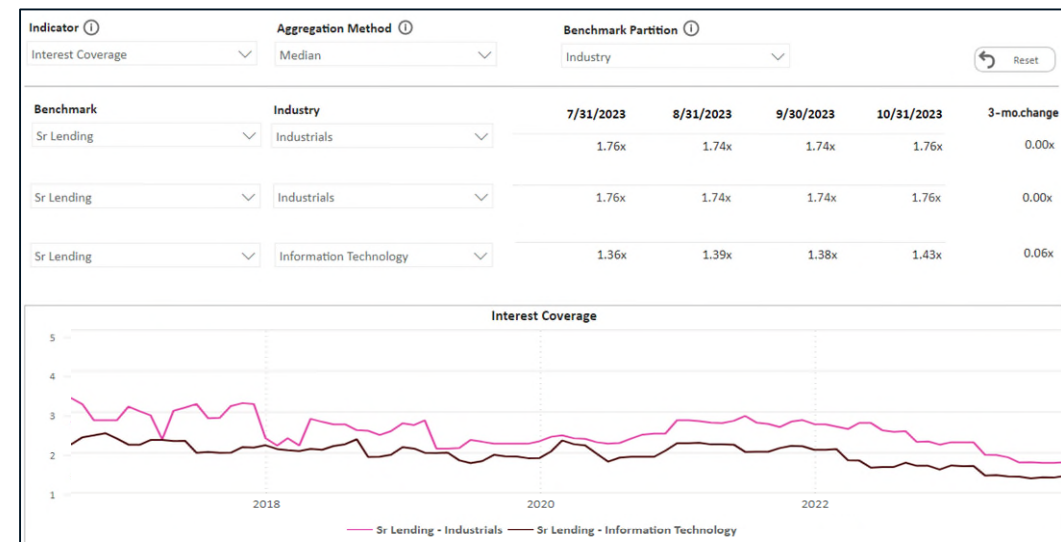 Indicator ⓘ Aggregation Method ⓘ Benchmark Partition ⓘ
Interest Coverage Median Industry Reset
Benchmark Industry 7/31/2023 8/31/2023 9/30/2023 10/31/2023 3-mo.change
Sr Lending Industrials 1.76x 1.74x 1.74x 1.76x 0.00x
Sr Lending Industrials 1.76x 1.74x 1.74x 1.76x 0.00x
Sr Lending Information Technology 1.36x 1.39x 1.38x 1.43x 0.06x
Interest Coverage
5
4
3
2
1
2018 2020 2022
Sr Lending - Industrials Sr Lending - Information Technology